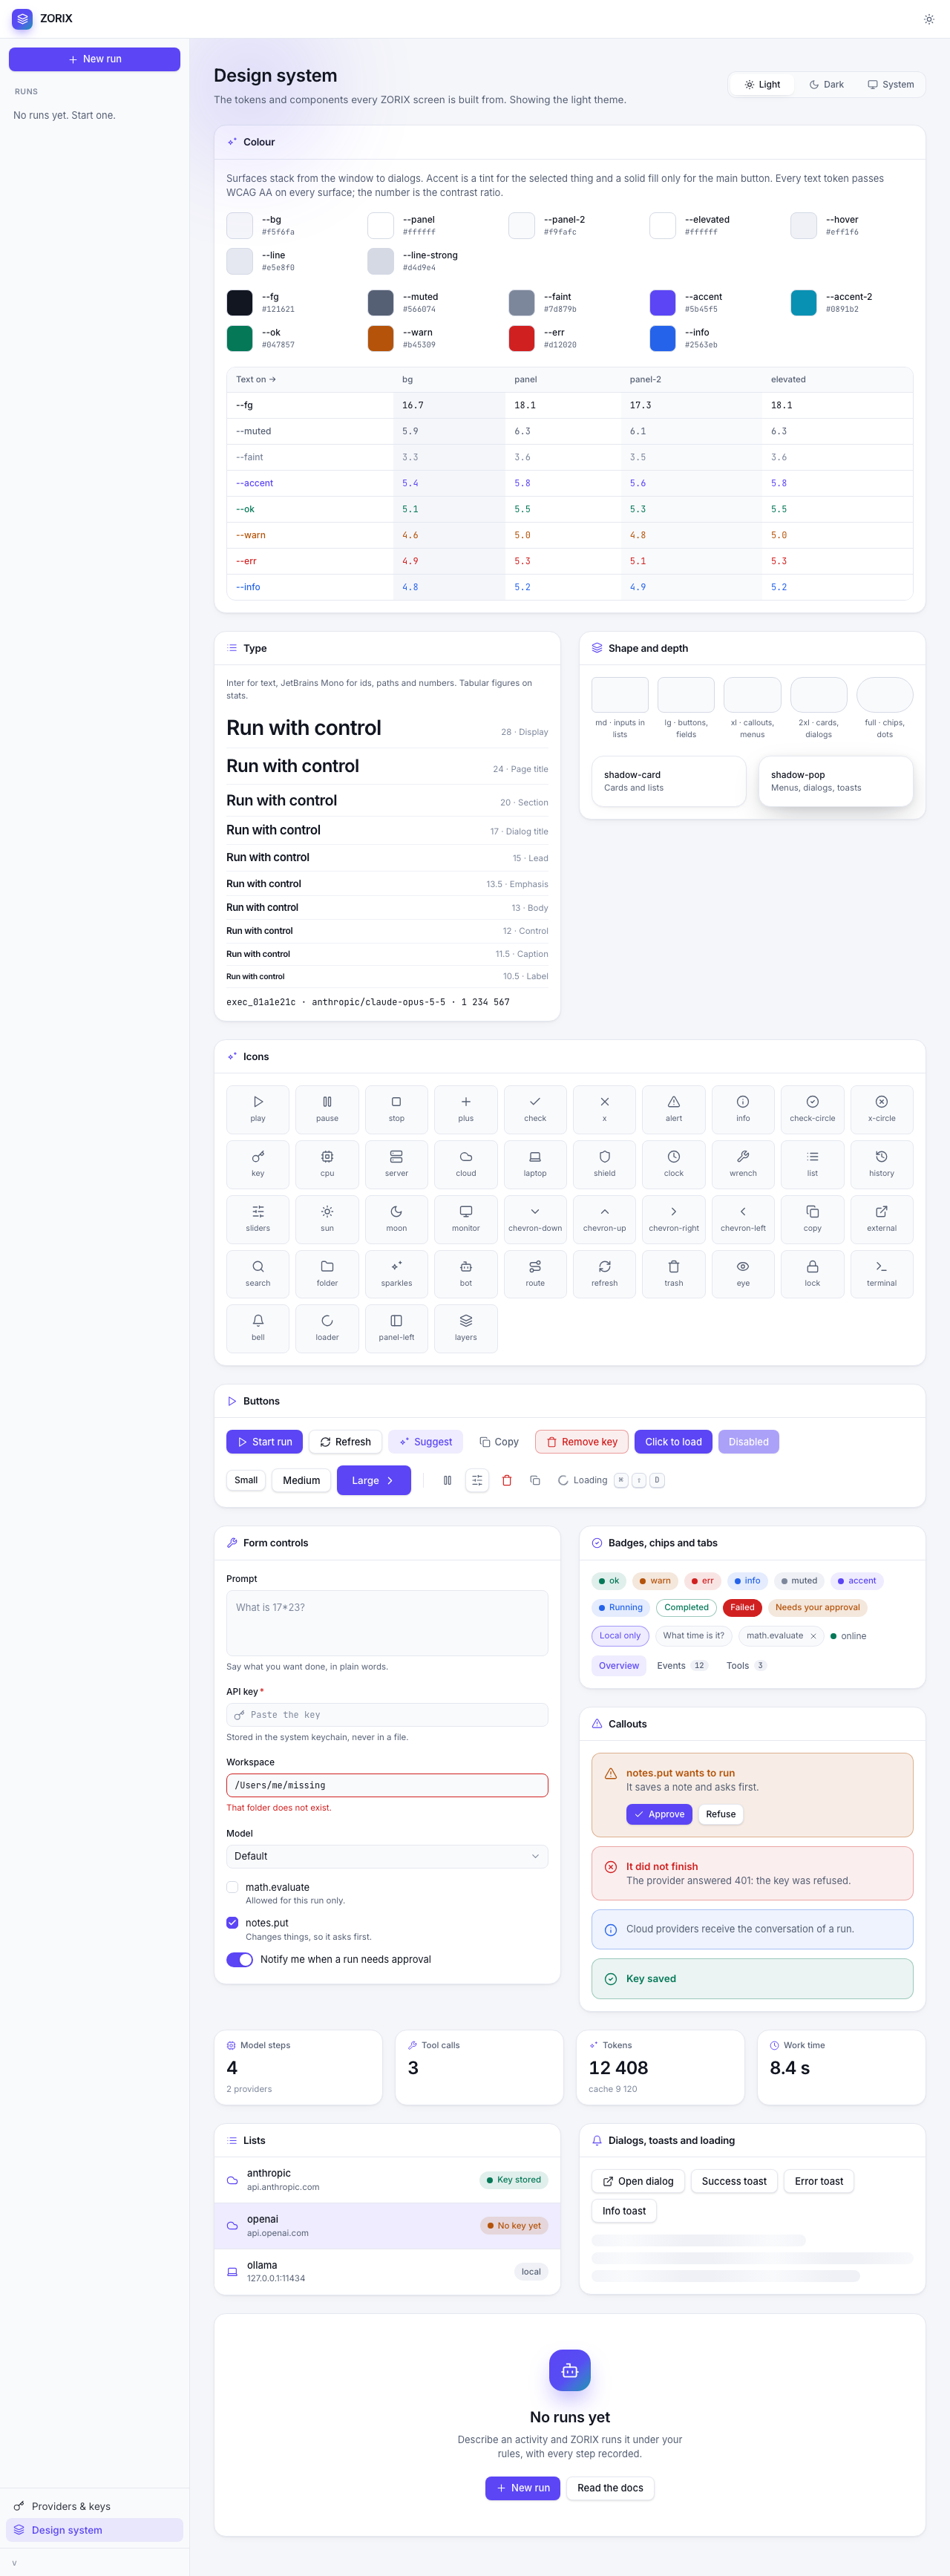 ZORIX
New run
RUNS
No runs yet. Start one.
Design system
The tokens and components every ZORIX screen is built from. Showing the light theme.
Light Dark System
Colour
Surfaces stack from the window to dialogs. Accent is a tint for the selected thing and a solid fill only for the main button. Every text token passes
WCAG AA on every surface; the number is the contrast ratio.
--bg --panel --panel-2 --elevated --hover
#f5f6fa #ffffff #f9fafc #ffffff #eff1f6
--line --line-strong
#e5e8f0 #d4d9e4
--fg --muted --faint --accent --accent-2
#121621 #566074 #7d879b #5b45f5 #0891b2
--ok --warn --err --info
#047857 #b45309 #d12020 #2563eb
Text on → bg panel panel-2 elevated
--fg 16.7 18.1 17.3 18.1
--muted 5.9 6.3 6.1 6.3
--faint 3.3 3.6 3.5 3.6
--accent 5.4 5.8 5.6 5.8
--ok 5.1 5.5 5.3 5.5
--warn 4.6 5.0 4.8 5.0
--err 4.9 5.3 5.1 5.3
--info 4.8 5.2 4.9 5.2
Type
Inter for text, JetBrains Mono for ids, paths and numbers. Tabular figures on
stats.
Run with control 28 · Display
Run with control 24 · Page title
Run with control 20 · Section
Run with control 17 · Dialog title
Run with control 15 · Lead
Run with control 13.5 · Emphasis
Run with control 13 · Body
Run with control 12 · Control
Run with control 11.5 · Caption
Run with control 10.5 · Label
exec_01a1e21c · anthropic/claude-opus-5-5 · 1 234 567
Shape and depth
md · inputs in lg · buttons, xl · callouts, 2xl · cards, full · chips,
lists fields menus dialogs dots
shadow-card shadow-pop
Cards and lists Menus, dialogs, toasts
Icons
play pause stop plus check x alert info check-circle x-circle
key cpu server cloud laptop shield clock wrench list history
sliders sun moon monitor chevron-down chevron-up chevron-right chevron-left copy external
search folder sparkles bot route refresh trash eye lock terminal
bell loader panel-left layers
Buttons
Start run Refresh Suggest Copy Remove key Click to load Disabled
Small Medium Large Loading ⌘ ⇧ D
Form controls
Prompt
What is 17*23?
Say what you want done, in plain words.
API key *
Paste the key
Stored in the system keychain, never in a file.
Workspace
/Users/me/missing
That folder does not exist.
Model
Default
math.evaluate
Allowed for this run only.
notes.put
Changes things, so it asks first.
Notify me when a run needs approval
Badges, chips and tabs
ok warn err info muted accent
Running Completed Failed Needs your approval
Local only What time is it? math.evaluate online
Overview Events 12 Tools 3
Callouts
notes.put wants to run
It saves a note and asks first.
Approve Refuse
It did not finish
The provider answered 401: the key was refused.
Cloud providers receive the conversation of a run.
Key saved
Model steps Tool calls Tokens Work time
4 3 12 408 8.4 s
2 providers cache 9 120
Lists
anthropic
api.anthropic.com
Key stored
openai
api.openai.com
No key yet
ollama
127.0.0.1:11434
local
Dialogs, toasts and loading
Open dialog Success toast Error toast
Info toast
No runs yet
Describe an activity and ZORIX runs it under your
rules, with every step recorded.
New run Read the docs
Providers & keys
Design system
v